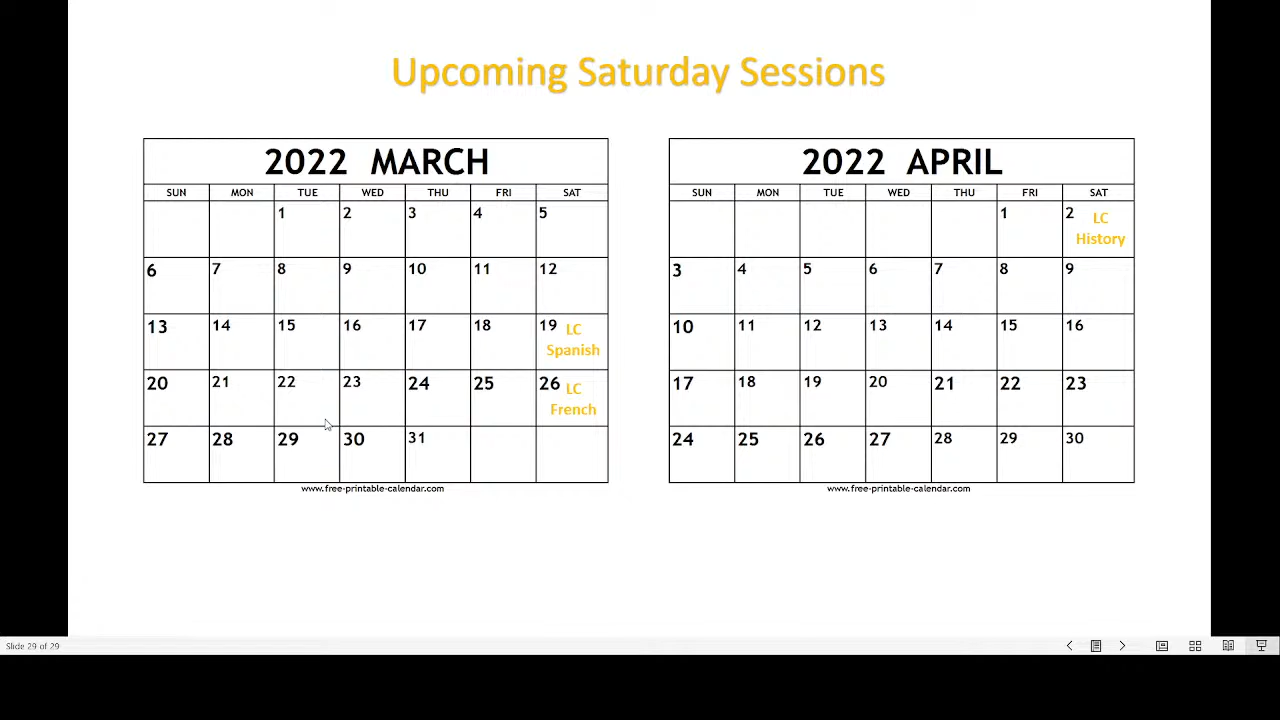 Upcoming Saturday Sessions
2022 MARCH
SUN MON TUE WED THU FRI SAT
1 2 3 4 5
6 7 8 9 10 11 12
13 14 15 16 17 18 19 LC
Spanish
20 21 22 23 24 25 26 LC
French
27 28 29 30 31
www.free-printable-calendar.com
2022 APRIL
SUN MON TUE WED THU FRI SAT
1 2 LC
History
3 4 5 6 7 8 9
10 11 12 13 14 15 16
17 18 19 20 21 22 23
24 25 26 27 28 29 30
www.free-printable-calendar.com
Slide 29 of 29